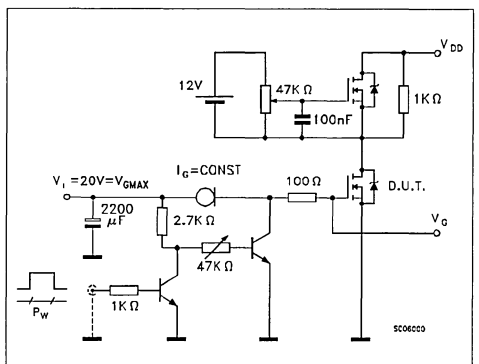 V_DD
12V
47K Ω
1K Ω
100nF
I_G=CONST
V_i =20V=V_GMAX
100 Ω
D.U.T.
2200
μF
2.7K Ω
V_G
47K Ω
1K Ω
P_W
SC06000